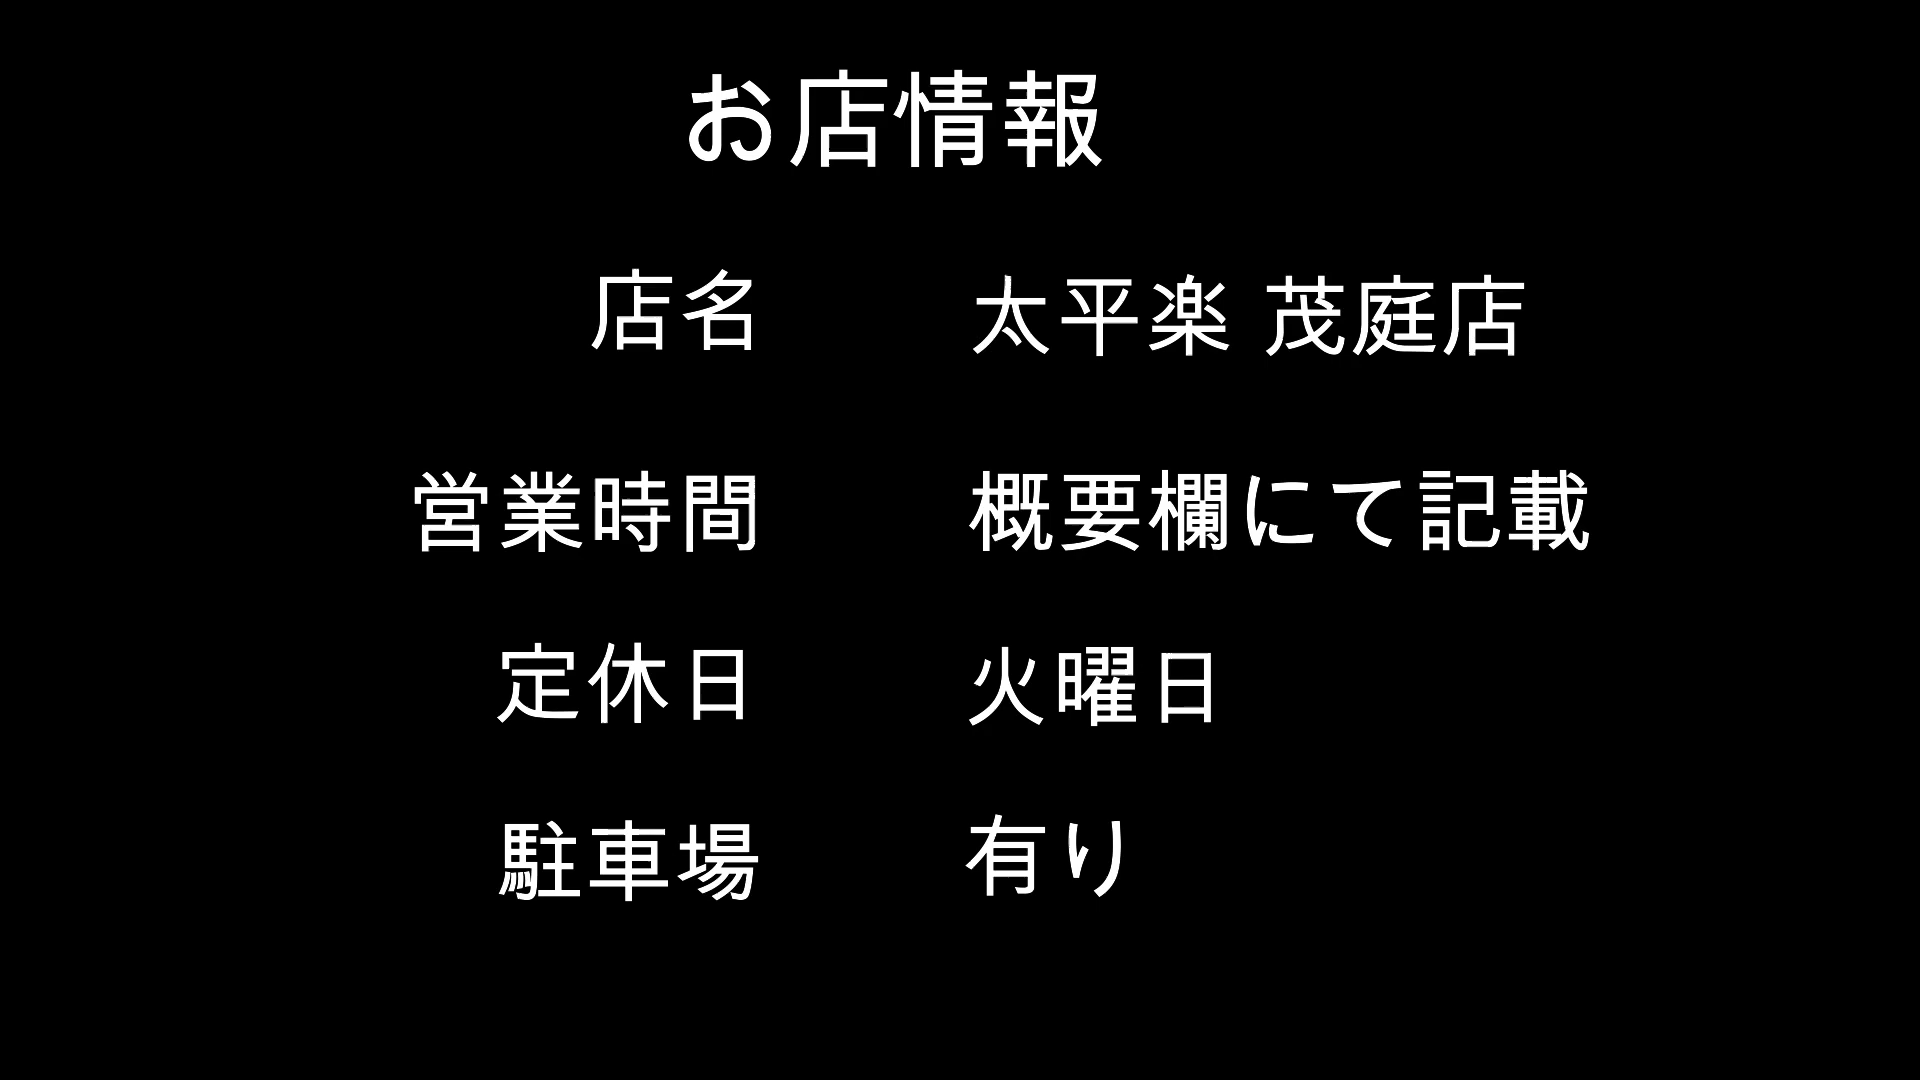 お店情報
店名 太平楽 茂庭店
営業時間 概要欄にて記載
定休日 火曜日
駐車場 有り